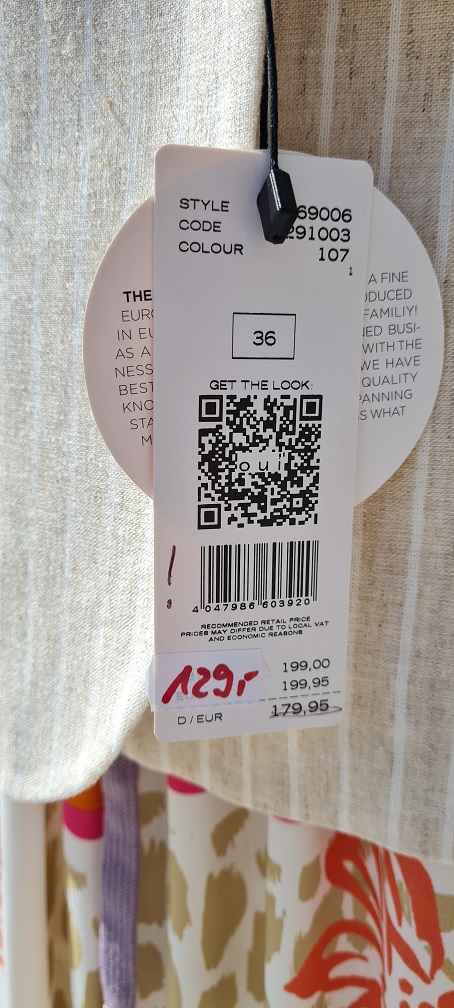 STYLE 69006
CODE 291003
COLOUR 107
1
36
GET THE LOOK:
oui
4 047986 603920
RECOMMENDED RETAIL PRICE
PRICES MAY DIFFER DUE TO LOCAL VAT
AND ECONOMIC REASONS
!
129,-
199,00
199,95
D/EUR 179,95
THE
IN
AS A
BEST
A FINE
FAMILIY!
BUSI-
WITH THE
WE HAVE
QUALITY
WHAT